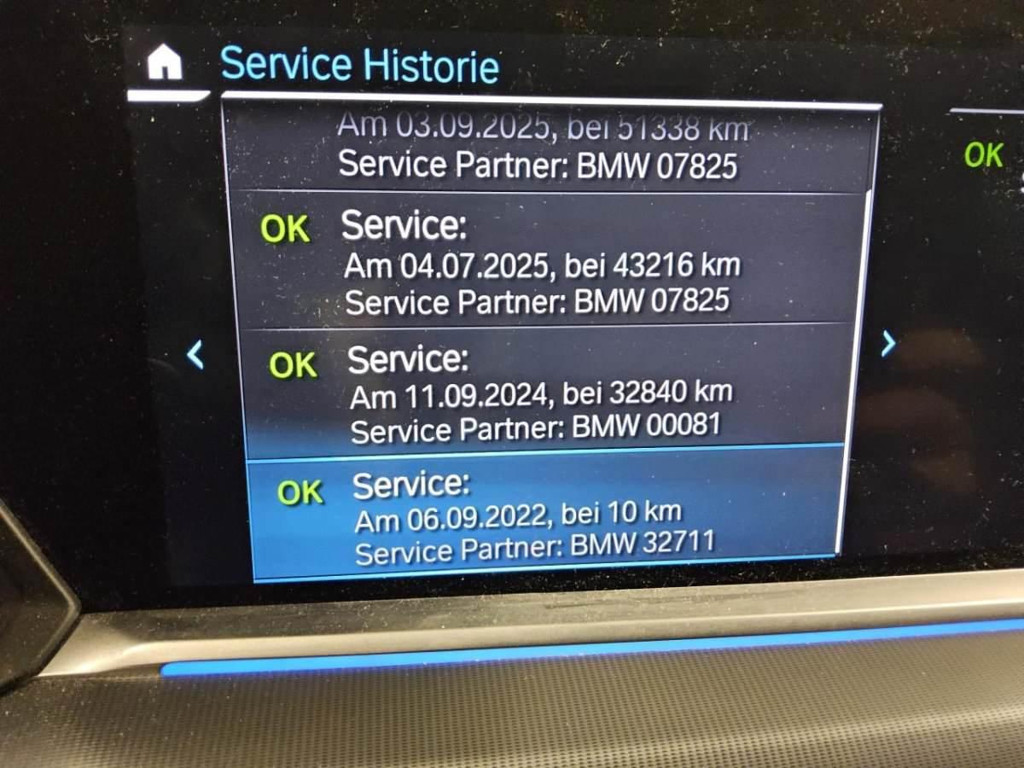 Service Historie
Am 03.09.2025, bei 51338 km
Service Partner: BMW 07825
OK
OK Service:
Am 04.07.2025, bei 43216 km
Service Partner: BMW 07825
OK Service:
Am 11.09.2024, bei 32840 km
Service Partner: BMW 00081
OK Service:
Am 06.09.2022, bei 10 km
Service Partner: BMW 32711